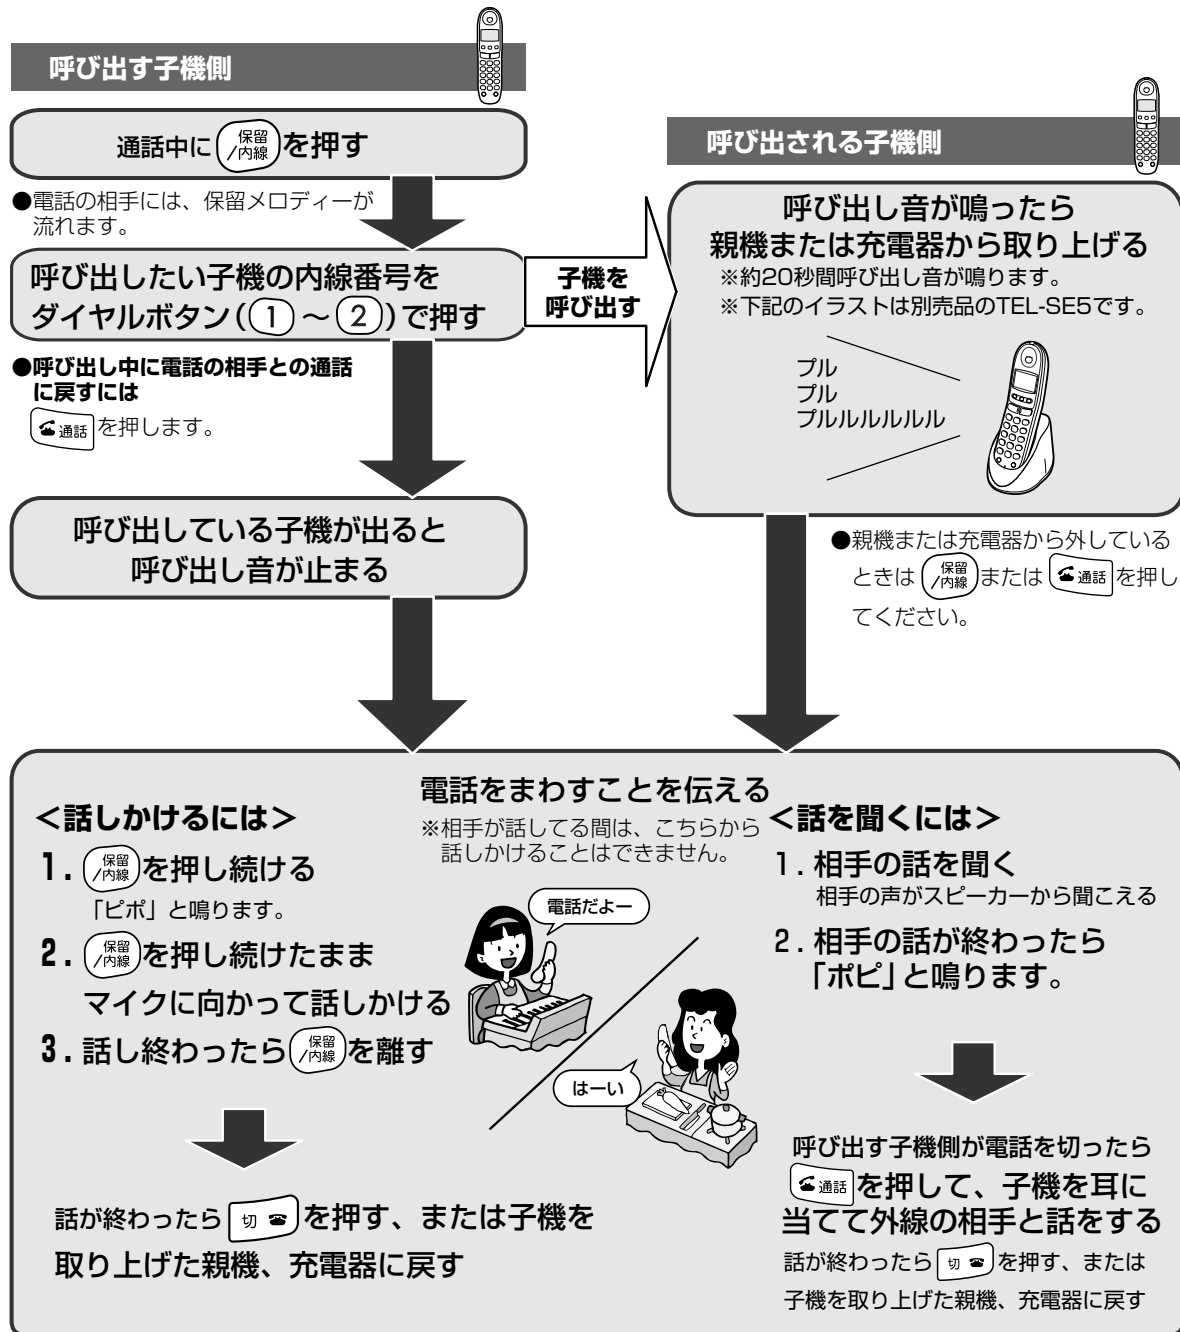 呼び出す子機側
通話中に 保留/内線 を押す
●電話の相手には、保留メロディーが
流れます。
呼び出したい子機の内線番号を
ダイヤルボタン(1～2)で押す
子機を
呼び出す
●呼び出し中に電話の相手との通話
に戻すには
通話 を押します。
呼び出している子機が出ると
呼び出し音が止まる
呼び出される子機側
呼び出し音が鳴ったら
親機または充電器から取り上げる
※約20秒間呼び出し音が鳴ります。
※下記のイラストは別売品のTEL-SE5です。
プル
プル
プルルルルルル
●親機または充電器から外している
ときは 保留/内線 または 通話 を押し
てください。
電話をまわすことを伝える
※相手が話してる間は、こちらから
話しかけることはできません。
＜話しかけるには＞
1. 保留/内線 を押し続ける
「ピポ」と鳴ります。
2. 保留/内線 を押し続けたまま
マイクに向かって話しかける
3. 話し終わったら 保留/内線 を離す
電話だよー
はーい
話が終わったら 切 を押す、または子機を
取り上げた親機、充電器に戻す
＜話を聞くには＞
1. 相手の話を聞く
相手の声がスピーカーから聞こえる
2. 相手の話が終わったら
「ポピ」と鳴ります。
呼び出す子機側が電話を切ったら
通話 を押して、子機を耳に
当てて外線の相手と話をする
話が終わったら 切 を押す、または
子機を取り上げた親機、充電器に戻す